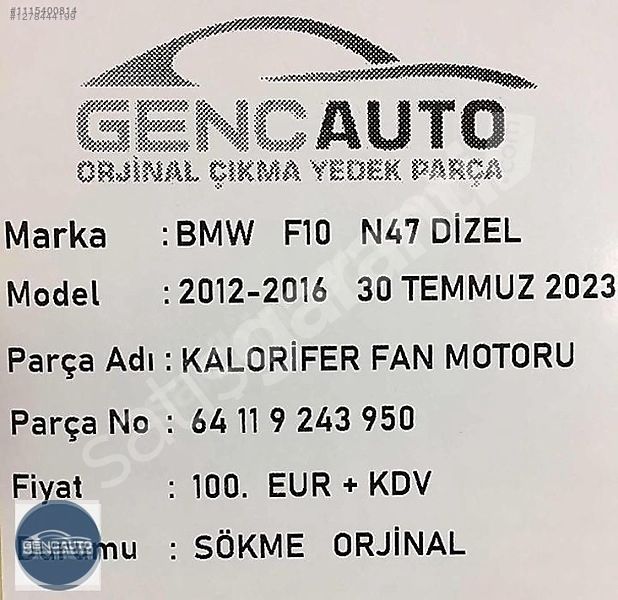 #1115400814
#1278444199
GENCAUTO
ORJİNAL ÇIKMA YEDEK PARÇA
Marka : BMW F10 N47 DİZEL
Model : 2012-2016 30 TEMMUZ 2023
Parça Adı : KALORİFER FAN MOTORU
Parça No : 64 11 9 243 950
Fiyat : 100. EUR + KDV
Durumu : SÖKME ORJİNAL
GENCAUTO